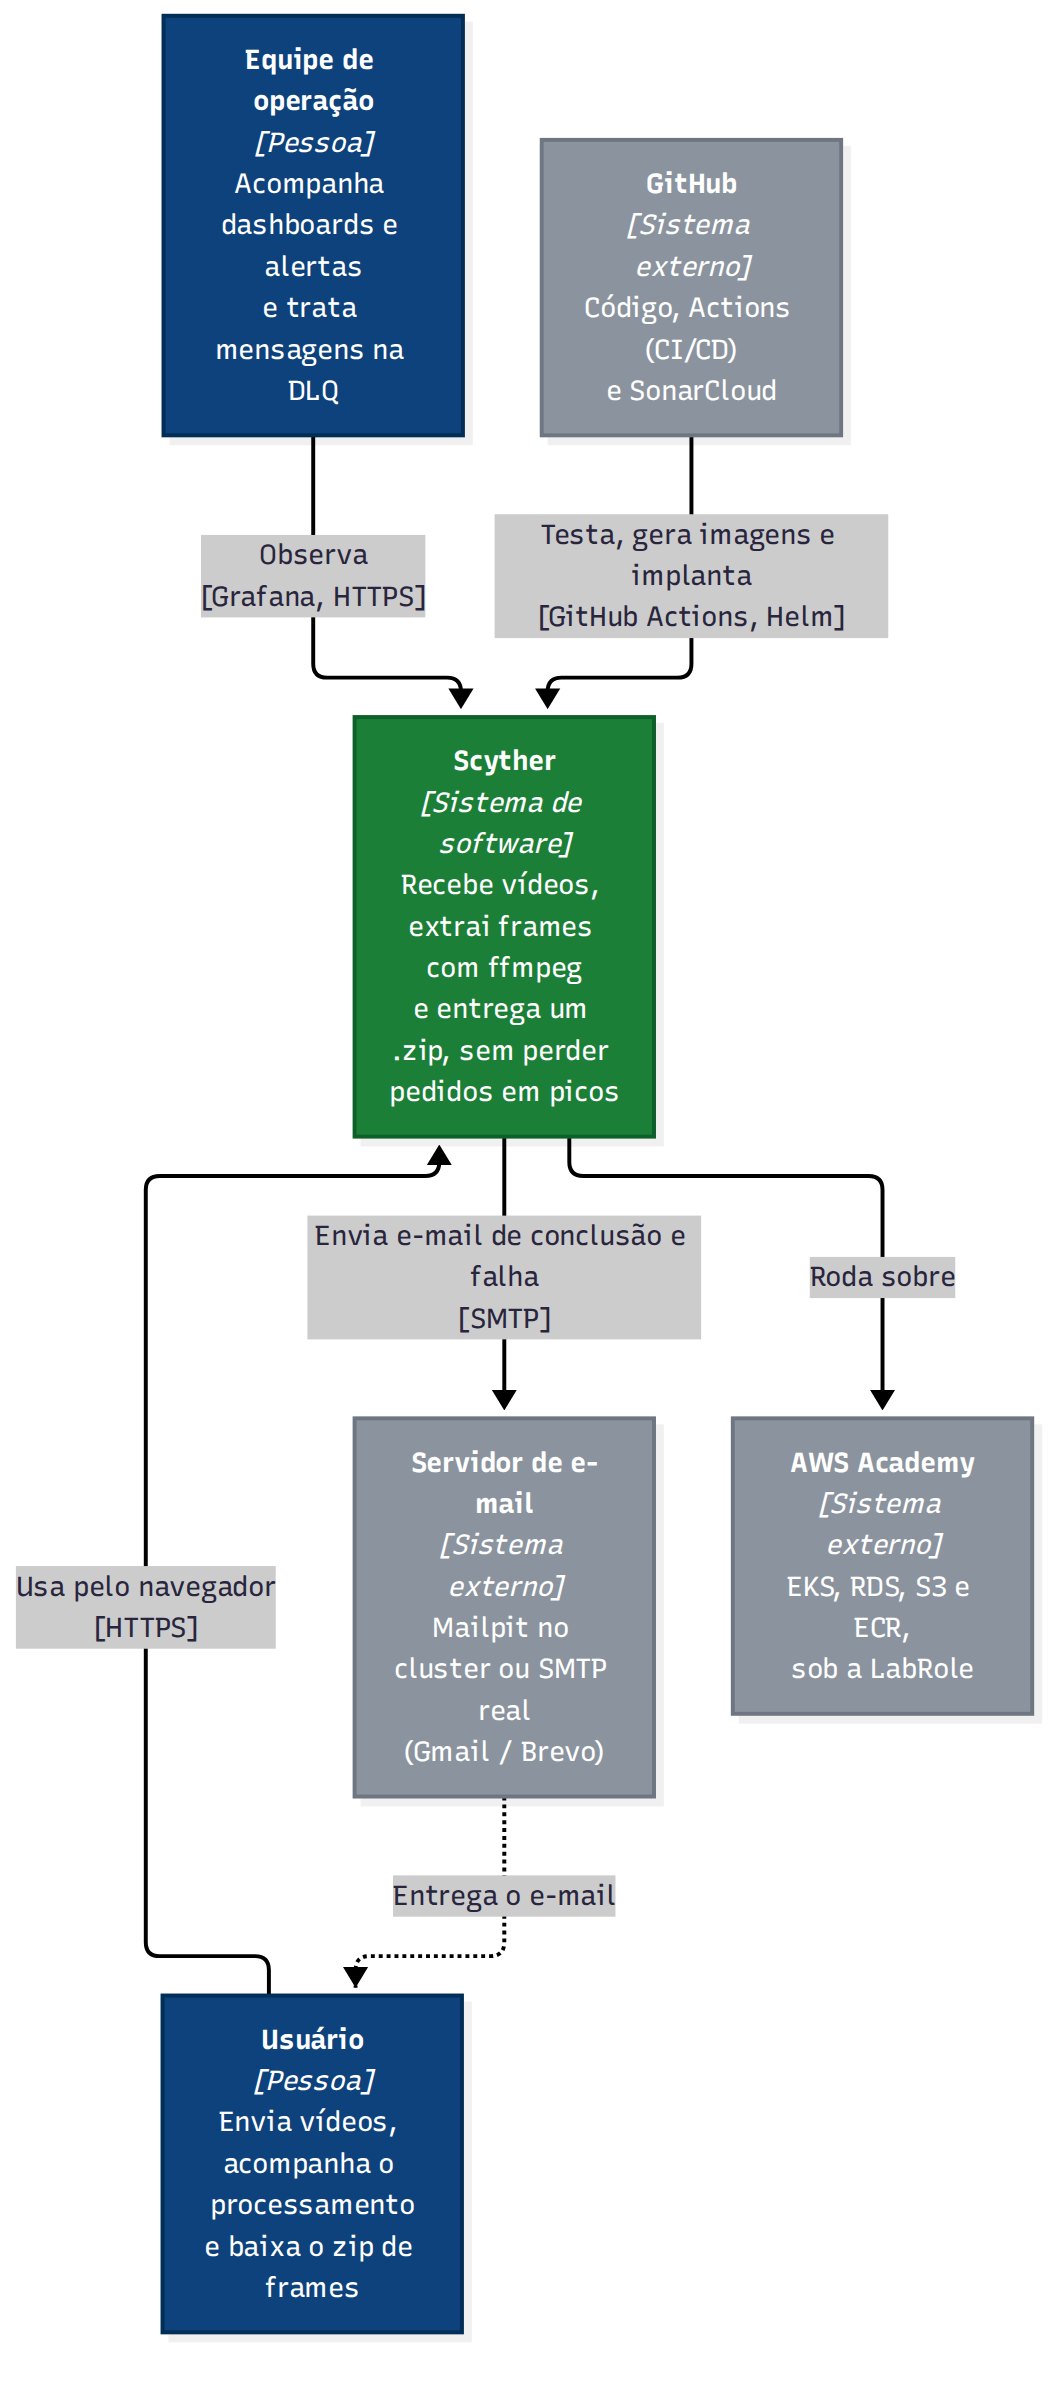 Equipe de
operação
[Pessoa]
Acompanha
dashboards e
alertas
e trata
mensagens na
DLQ
GitHub
[Sistema
externo]
Código, Actions
(CI/CD)
e SonarCloud
Observa
[Grafana, HTTPS]
Testa, gera imagens e
implanta
[GitHub Actions, Helm]
Scyther
[Sistema de
software]
Recebe vídeos,
extrai frames
com ffmpeg
e entrega um
.zip, sem perder
pedidos em picos
Envia e-mail de conclusão e
falha
[SMTP]
Roda sobre
Servidor de e-
mail
[Sistema
externo]
Mailpit no
cluster ou SMTP
real
(Gmail / Brevo)
AWS Academy
[Sistema
externo]
EKS, RDS, S3 e
ECR,
sob a LabRole
Usa pelo navegador
[HTTPS]
Entrega o e-mail
Usuário
[Pessoa]
Envia vídeos,
acompanha o
processamento
e baixa o zip de
frames